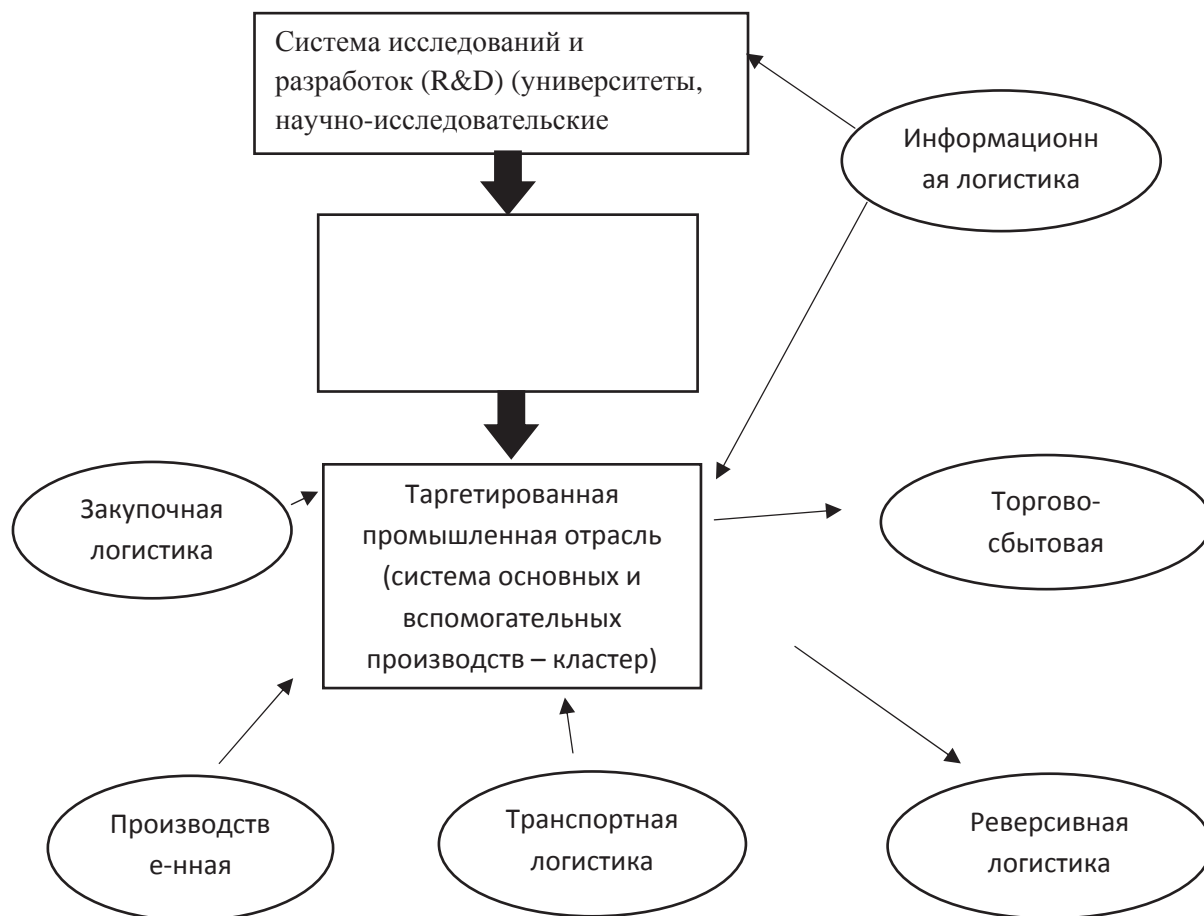 Система исследований и
разработок (R&D) (университеты,
научно-исследовательские
Информационн
ая логистика
Закупочная
логистика
Таргетированная
промышленная отрасль
(система основных и
вспомогательных
производств – кластер)
Торгово-
сбытовая
Производств
е-нная
Транспортная
логистика
Реверсивная
логистика